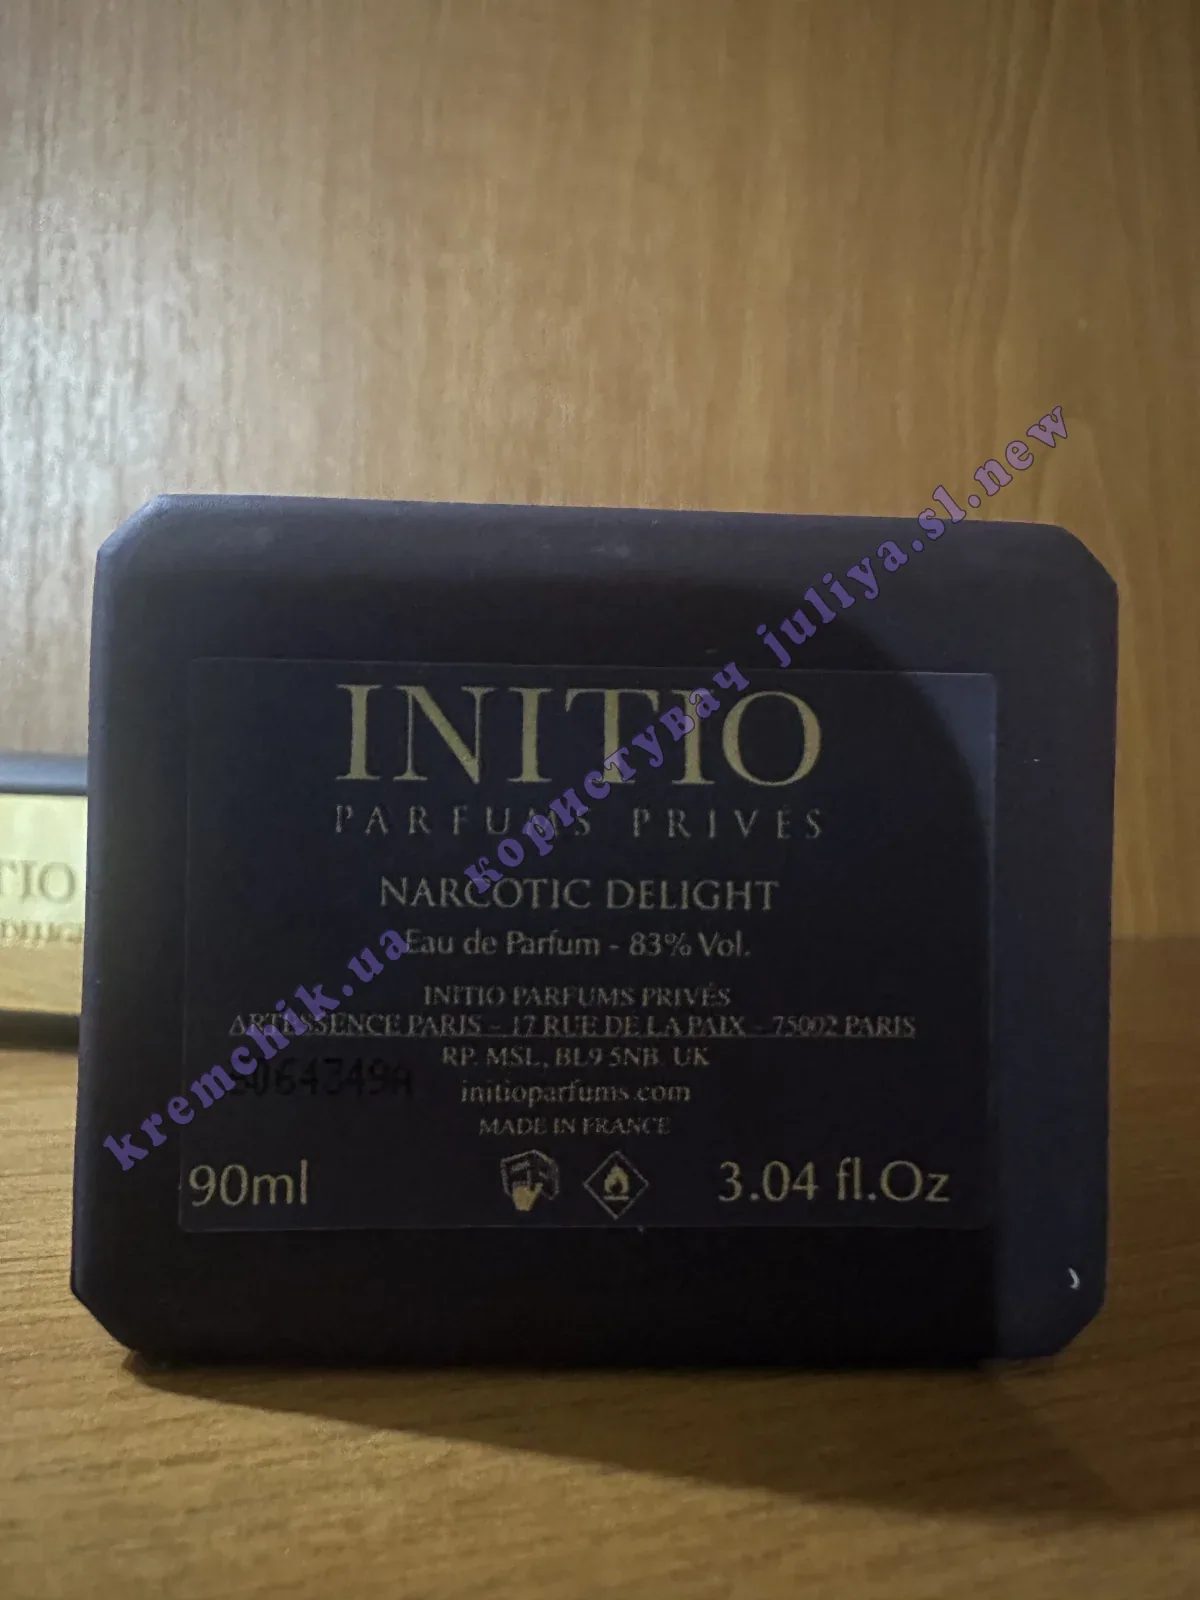 INITIO
PARFUMS PRIVÉS
NARCOTIC DELIGHT
Eau de Parfum - 83% Vol.
INITIO PARFUMS PRIVÉS
ARTESSENCE PARIS - 17 RUE DE LA PAIX - 75002 PARIS
RP. MSL, BL9 5NB, UK
initioparfums.com
MADE IN FRANCE
90ml
3.04 fl.Oz
kremchik.ua користувач juliya.sl.new
TIO